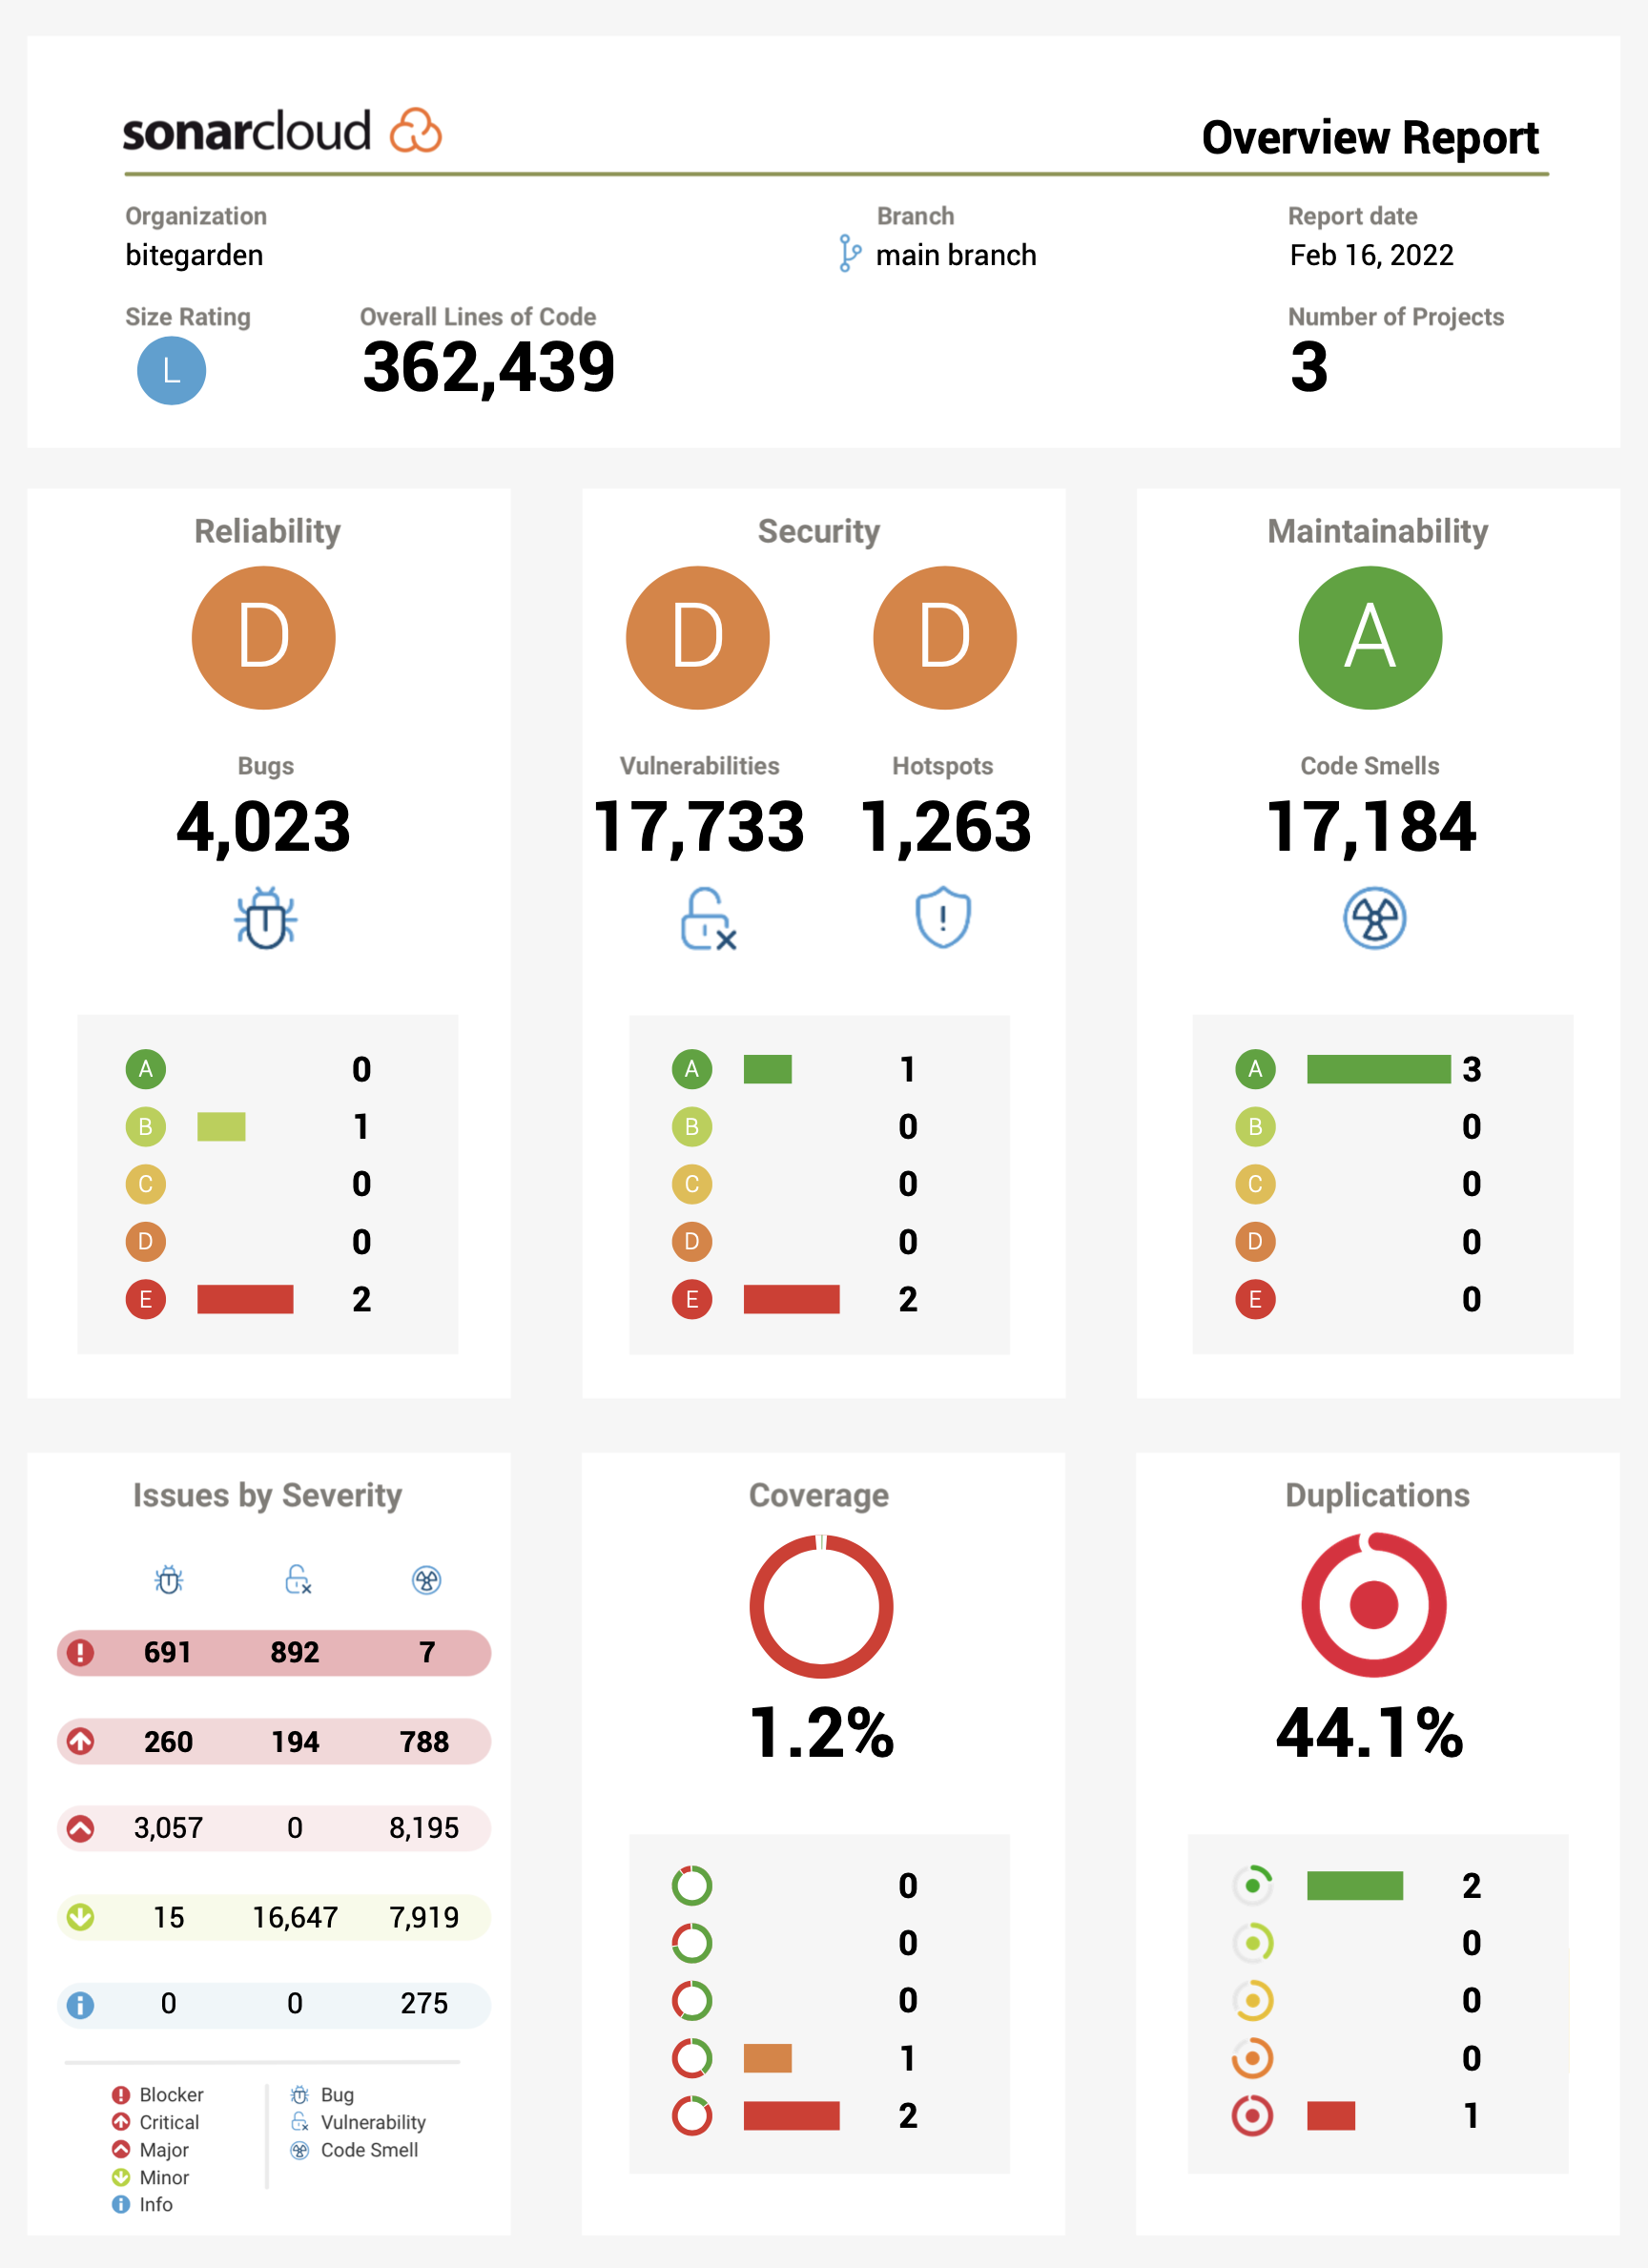 sonarcloud
Overview Report
Organization
bitegarden
Branch
main branch
Report date
Feb 16, 2022
Size Rating
L
Overall Lines of Code
362,439
Number of Projects
3
Reliability
D
Bugs
4,023
A 0
B 1
C 0
D 0
E 2
Security
D D
Vulnerabilities Hotspots
17,733 1,263
A 1
B 0
C 0
D 0
E 2
Maintainability
A
Code Smells
17,184
A 3
B 0
C 0
D 0
E 0
Issues by Severity
691 892 7
260 194 788
3,057 0 8,195
15 16,647 7,919
0 0 275
Blocker
Critical
Major
Minor
Info
Bug
Vulnerability
Code Smell
Coverage
1.2%
0
0
0
1
2
Duplications
44.1%
2
0
0
0
1